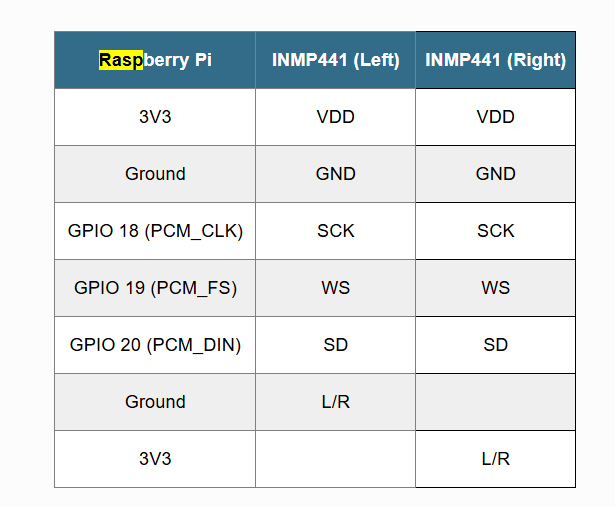 Raspberry Pi INMP441 (Left) INMP441 (Right)
3V3 VDD VDD
Ground GND GND
GPIO 18 (PCM_CLK) SCK SCK
GPIO 19 (PCM_FS) WS WS
GPIO 20 (PCM_DIN) SD SD
Ground L/R
3V3 L/R